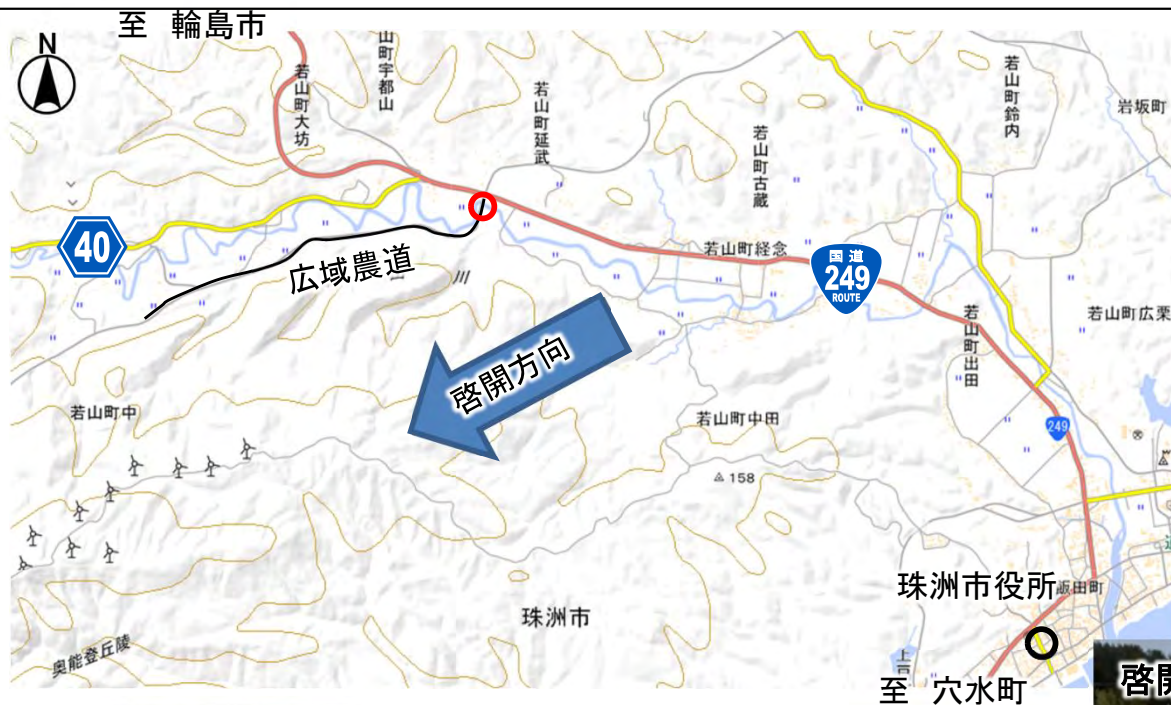 至 輪島市
N
若山町大坊
若山町宇都山
若山町延武
若山町古蔵
若山町鈴内
岩坂町
40
広域農道
川
若山町経念
国道
249
ROUTE
若山町広栗
若山町出田
249
啓開方向
若山町中
若山町中田
158
珠洲市役所
飯田町
珠洲市
奥能登丘陵
上戸
至 穴水町
啓開